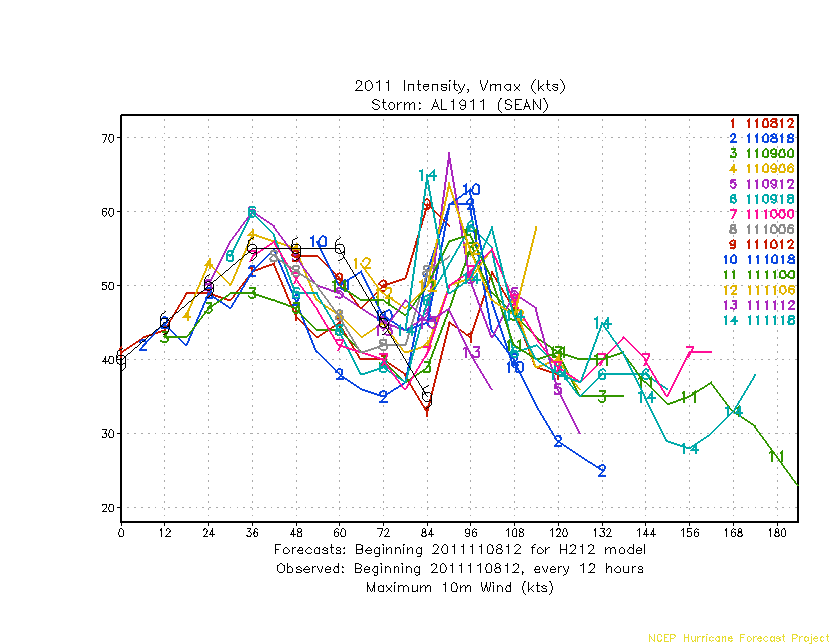 2011 Intensity, Vmax (kts)
Storm: AL1911 (SEAN)
1 110812
2 110818
3 110900
4 110906
5 110912
6 110918
7 111000
8 111006
9 111012
10 111018
11 111100
12 111106
13 111112
14 111118
70
60
50
40
30
20
0 12 24 36 48 60 72 84 96 108 120 132 144 156 168 180
Forecasts: Beginning 2011110812 for H212 model
Observed: Beginning 2011110812, every 12 hours
Maximum 10m Wind (kts)
NCEP Hurricane Forecast Project